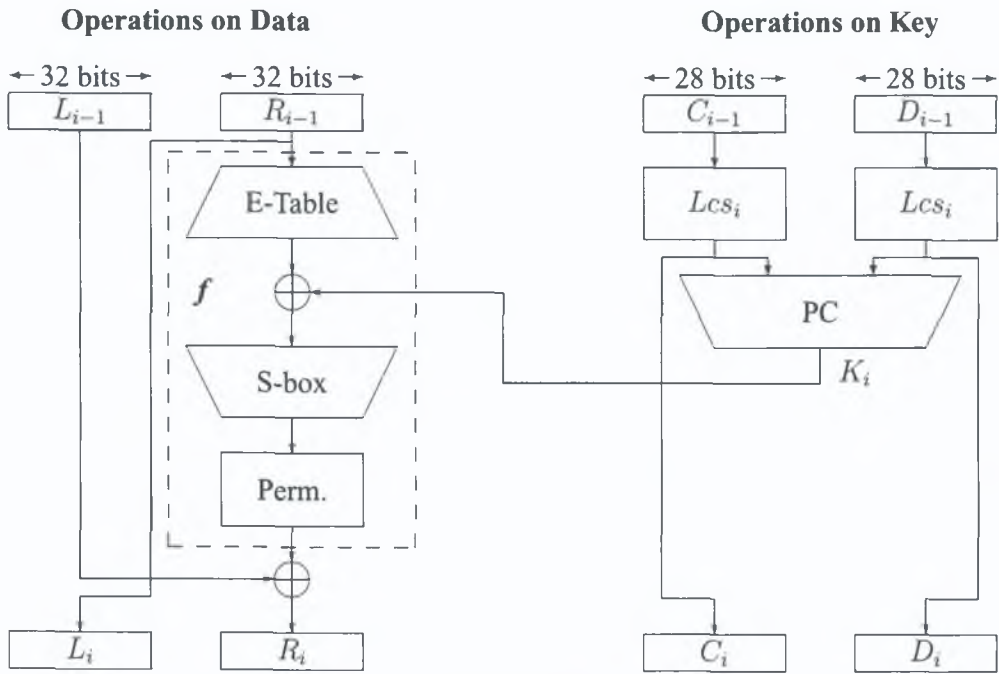 Operations on Data
Operations on Key
← 32 bits →
← 32 bits →
← 28 bits →
← 28 bits →
L_{i-1}
R_{i-1}
C_{i-1}
D_{i-1}
E-Table
Lcs_i
Lcs_i
f
PC
S-box
K_i
Perm.
L_i
R_i
C_i
D_i